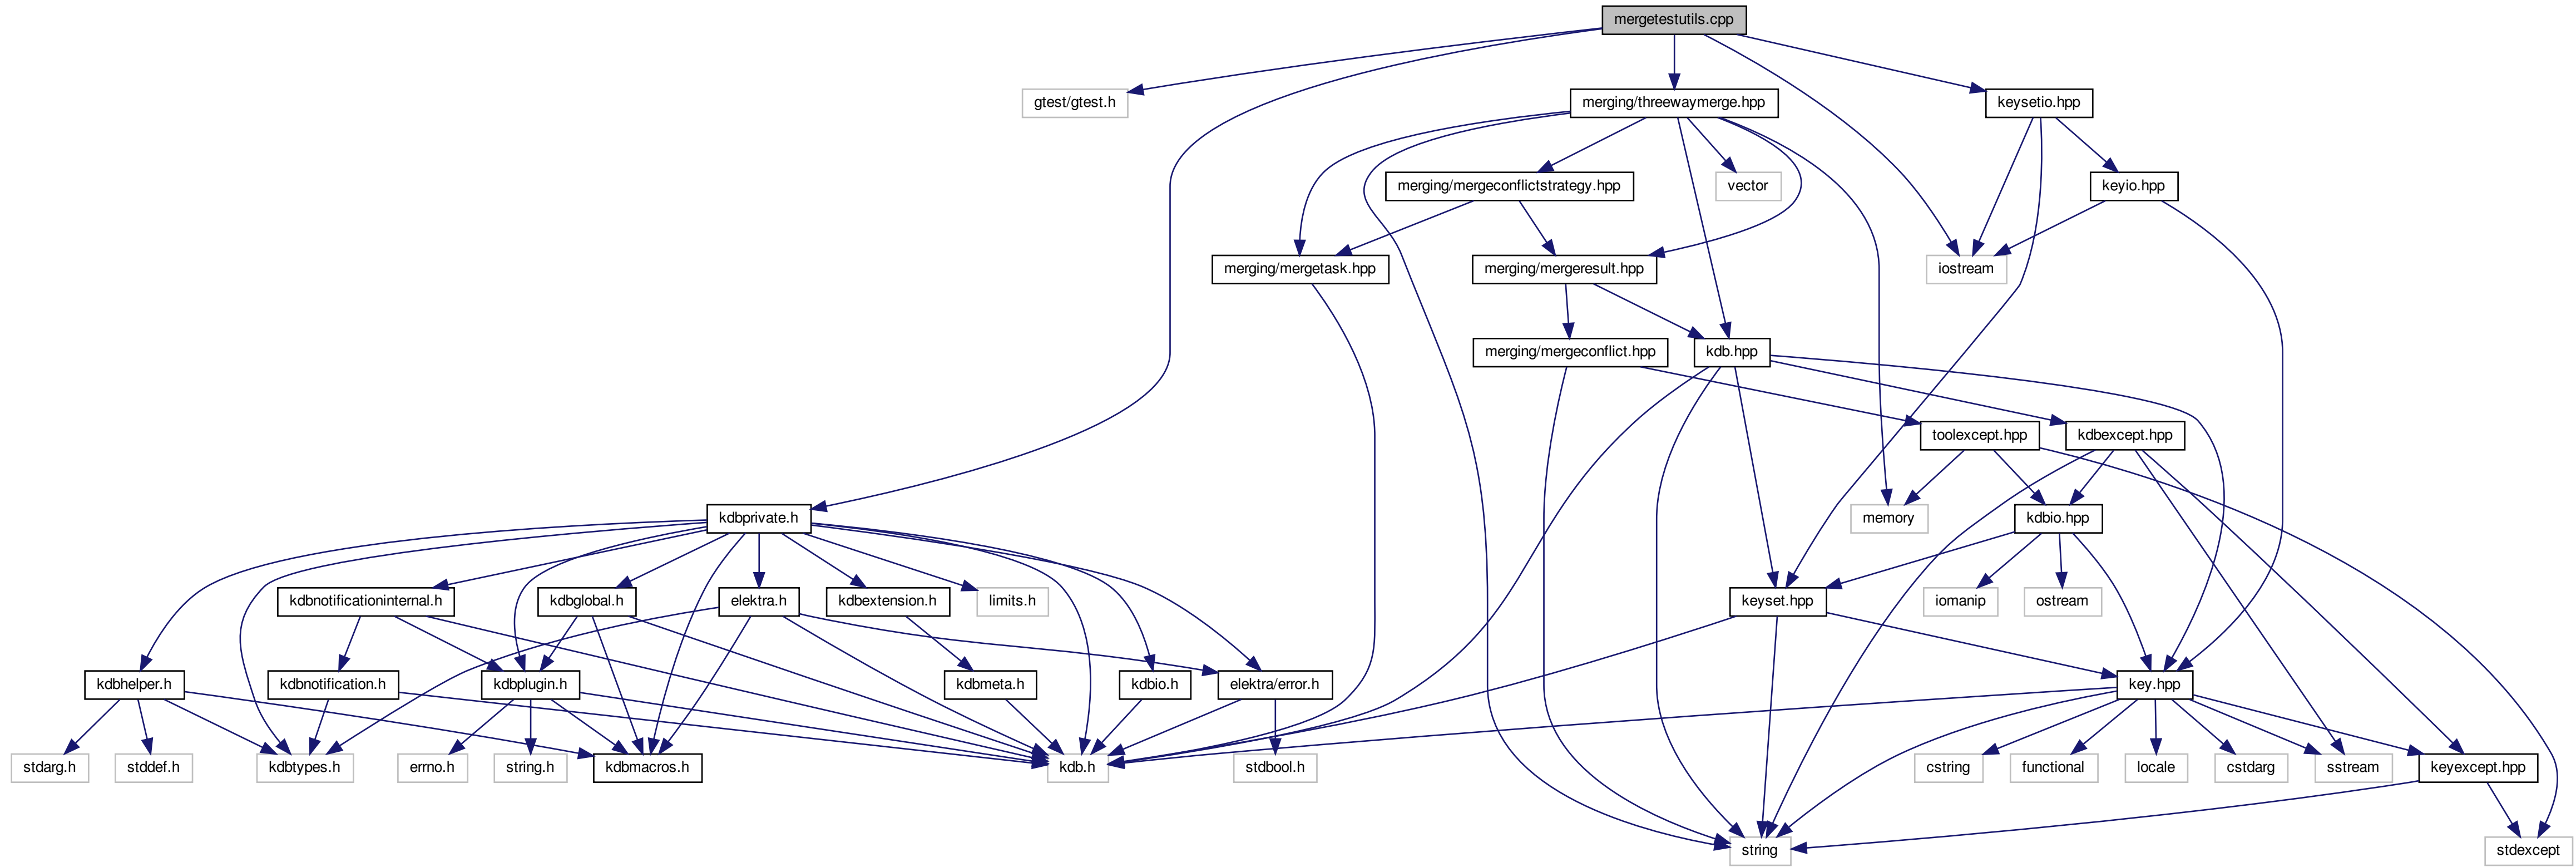 mergetestutils.cpp
gtest/gtest.h
merging/threewaymerge.hpp
keysetio.hpp
merging/mergeconflictstrategy.hpp
vector
keyio.hpp
merging/mergetask.hpp
merging/mergeresult.hpp
iostream
merging/mergeconflict.hpp
kdb.hpp
toolexcept.hpp
kdbexcept.hpp
kdbprivate.h
memory
kdbio.hpp
kdbnotificationinternal.h
kdbglobal.h
elektra.h
kdbextension.h
limits.h
keyset.hpp
iomanip
ostream
kdbhelper.h
kdbnotification.h
kdbplugin.h
kdbmeta.h
kdbio.h
elektra/error.h
key.hpp
stdarg.h
stddef.h
kdbtypes.h
errno.h
string.h
kdbmacros.h
kdb.h
stdbool.h
cstring
functional
locale
cstdarg
sstream
keyexcept.hpp
string
stdexcept